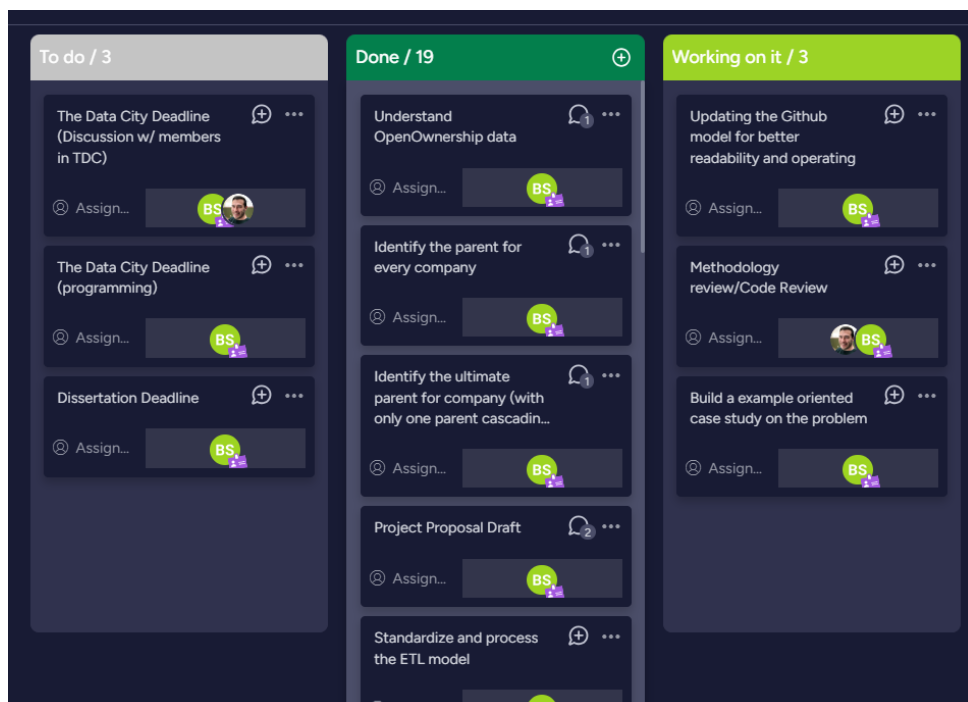 To do / 3
The Data City Deadline
(Discussion w/ members
in TDC)
Assign...
BS
The Data City Deadline
(programming)
Assign...
BS
Dissertation Deadline
Assign...
BS
Done / 19
Understand
OpenOwnership data
1
Assign...
BS
Identify the parent for
every company
1
Assign...
BS
Identify the ultimate
parent for company (with
only one parent cascadin...
1
Assign...
BS
Project Proposal Draft
2
Assign...
BS
Standardize and process
the ETL model
Working on it / 3
Updating the Github
model for better
readability and operating
Assign...
BS
Methodology
review/Code Review
Assign...
BS
Build a example oriented
case study on the problem
Assign...
BS